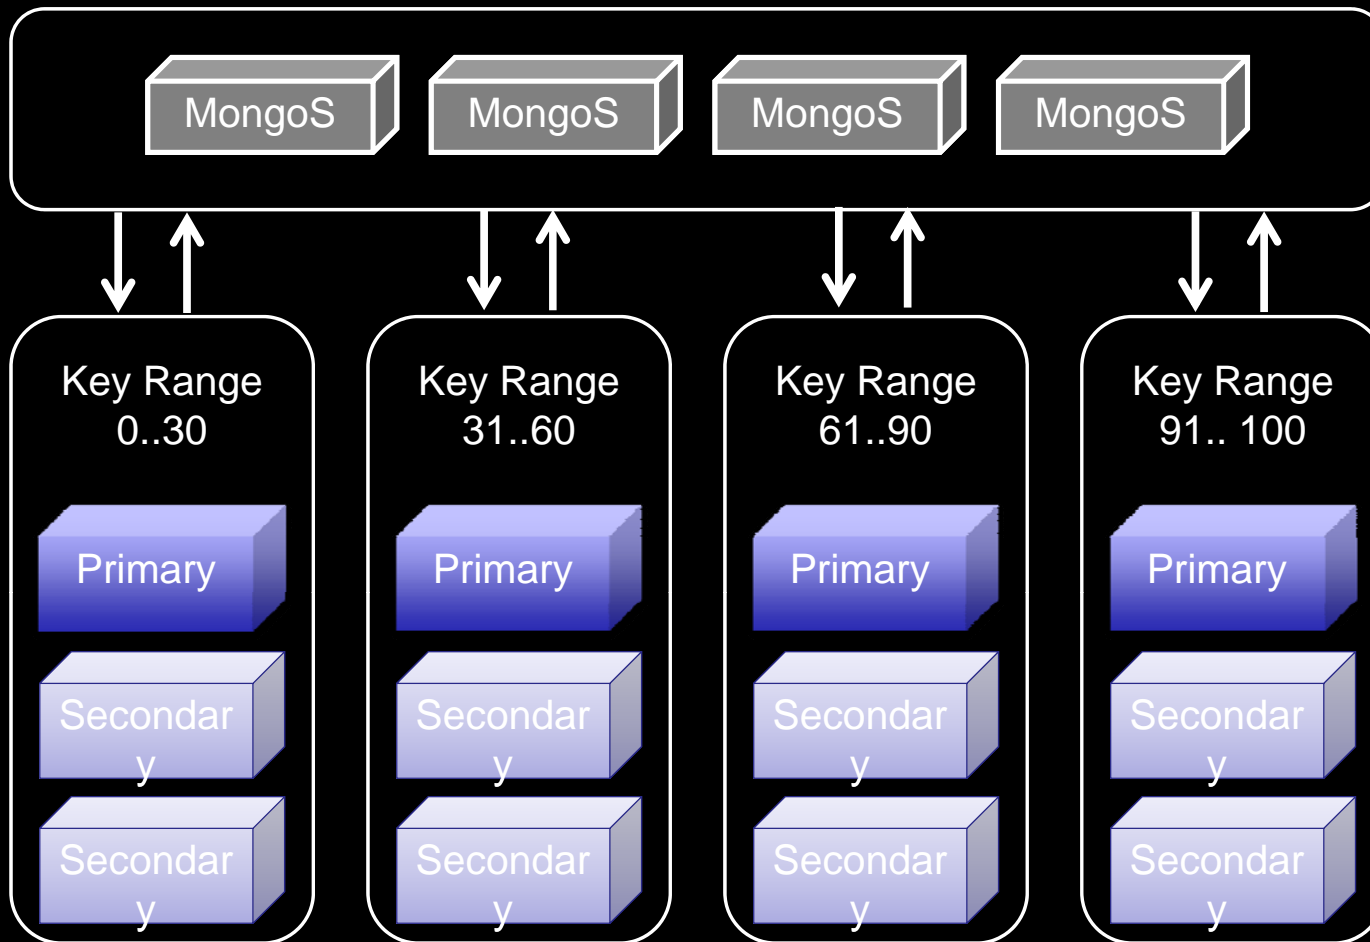 MongoS MongoS MongoS MongoS
Key Range
0..30
Primary
Secondar
y
Secondar
y
Key Range
31..60
Primary
Secondar
y
Secondar
y
Key Range
61..90
Primary
Secondar
y
Secondar
y
Key Range
91.. 100
Primary
Secondar
y
Secondar
y